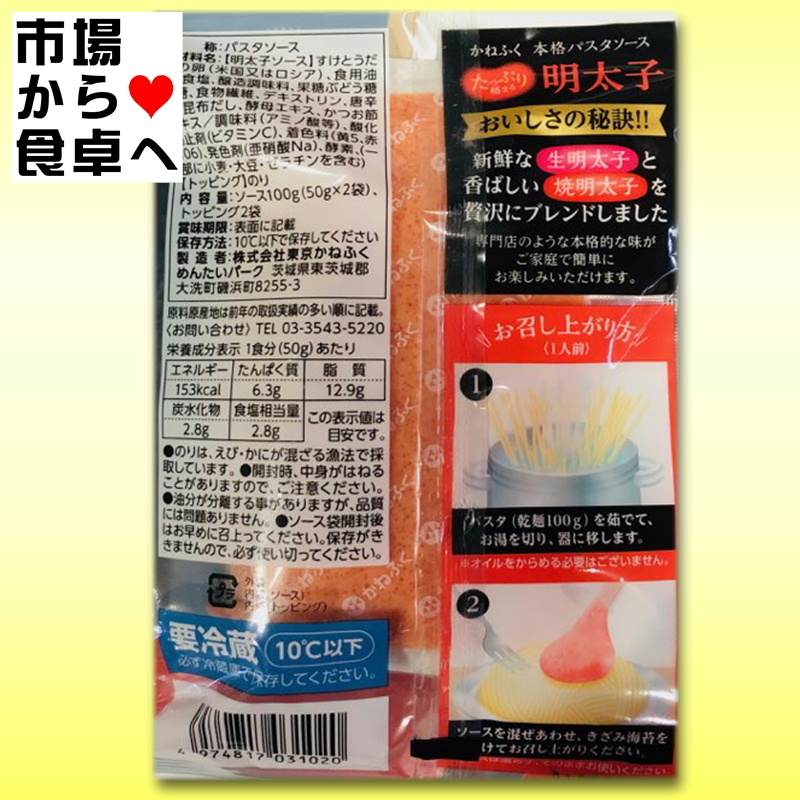 市場
から♥
食卓へ
称:パスタソース
材料名:【明太子ソース】すけとうだ
の卵(米国又はロシア)、食用油
食塩、醸造調味料、果糖ぶどう糖
食物繊維、デキストリン、唐辛
昆布だし、酵母エキス、かつお節
キス/調味料(アミノ酸等)、酸化
止剤(ビタミンC)、着色料(黄5、赤
06)、発色剤(亜硝酸Na)、酵素、(一
部に小麦・大豆・ゼラチンを含む)
【トッピング】のり
内容量:ソース100g(50g×2袋)、
トッピング2袋
賞味期限:表面に記載
保存方法:10℃以下で保存してください
製造者:株式会社東京かねふく
めんたいパーク 茨城県東茨城郡
大洗町磯浜町8255-3
原料原産地は前年の取扱実績の多い順に記載。
〈お問い合わせ〉TEL 03-3543-5220
栄養成分表示 1食分(50g)あたり
エネルギー たんぱく質 脂質
153kcal 6.3g 12.9g
炭水化物 食塩相当量 この表示値は
2.8g 2.8g 目安です。
●のりは、えび・かにが混ざる漁法で採
取しています。●開封時、中身がはねる
ことがありますので、ご注意ください。
●油分が分離する事がありますが、品質
には問題ありません。●ソース袋開封後
はお早めに召上ってください。保存がき
きませんので、必ず使い切ってください。
プラ
外装
内袋(ソース)
内袋(トッピング)
要冷蔵 10℃以下
必ず冷蔵庫で保存してください。
4 974817 031020
かねふく 本格パスタソース
たっぷり
絡まる
明太子
おいしさの秘訣!!
新鮮な 生明太子 と
香ばしい 焼明太子 を
贅沢にブレンドしました
専門店のような本格的な味が
ご家庭で簡単に
お楽しみいただけます。
お召し上がり方
〈1人前〉
1
パスタ(乾麺100g)を茹でて、
お湯を切り、器に移します。
※オイルをからめる必要はございません。
2
ソースを混ぜあわせ、きざみ海苔を
けてお召し上がりください。
かねふく
かねふく
かねふく